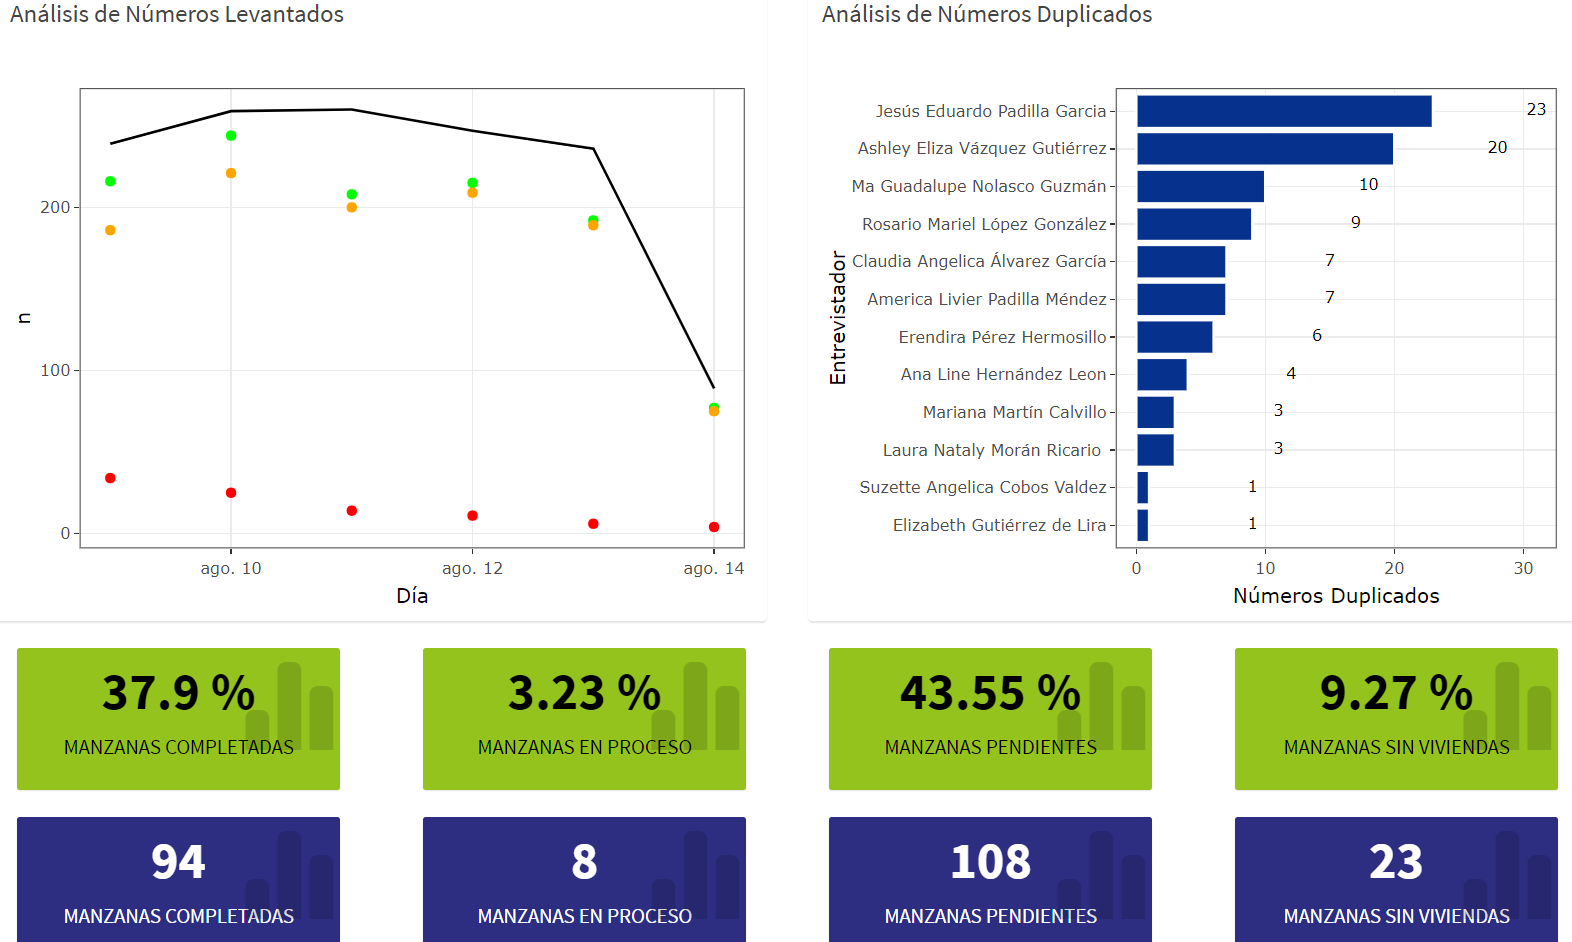 Análisis de Números Levantados
n
200
100
0
ago. 10
ago. 12
ago. 14
Día
Análisis de Números Duplicados
Entrevistador
Jesús Eduardo Padilla Garcia 23
Ashley Eliza Vázquez Gutiérrez 20
Ma Guadalupe Nolasco Guzmán 10
Rosario Mariel López González 9
Claudia Angelica Álvarez García 7
America Livier Padilla Méndez 7
Erendira Pérez Hermosillo 6
Ana Line Hernández Leon 4
Mariana Martín Calvillo 3
Laura Nataly Morán Ricario 3
Suzette Angelica Cobos Valdez 1
Elizabeth Gutiérrez de Lira 1
0 10 20 30
Números Duplicados
37.9 %
MANZANAS COMPLETADAS
3.23 %
MANZANAS EN PROCESO
43.55 %
MANZANAS PENDIENTES
9.27 %
MANZANAS SIN VIVIENDAS
94
MANZANAS COMPLETADAS
8
MANZANAS EN PROCESO
108
MANZANAS PENDIENTES
23
MANZANAS SIN VIVIENDAS